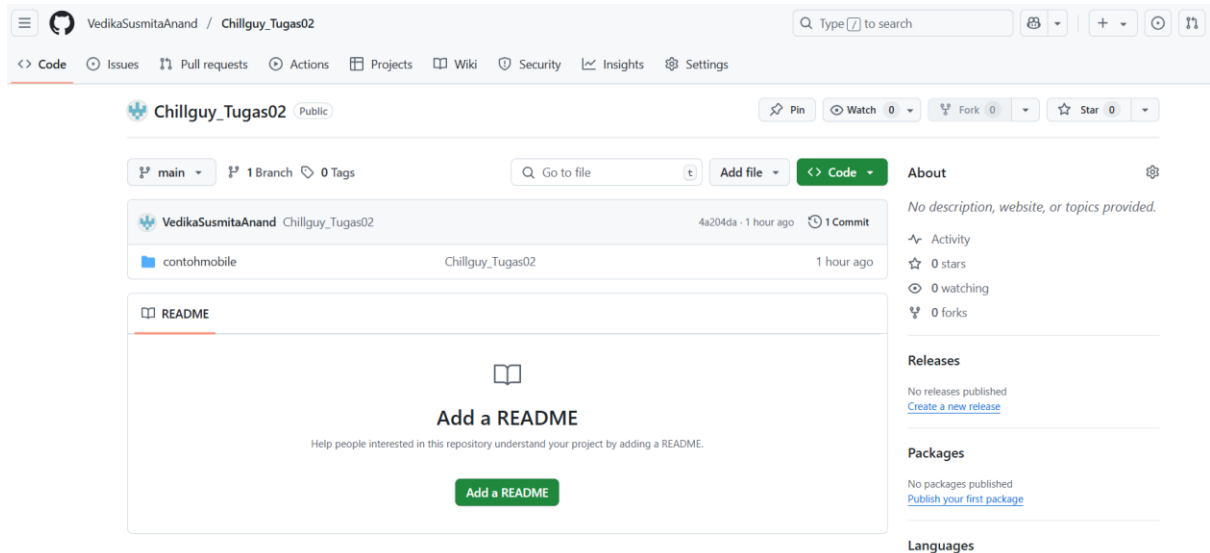 VedikaSusmitaAnand / Chillguy_Tugas02
Type / to search
Code Issues Pull requests Actions Projects Wiki Security Insights Settings
Chillguy_Tugas02 Public
Pin Watch 0 Fork 0 Star 0
main 1 Branch 0 Tags
Go to file t Add file Code
VedikaSusmitaAnand Chillguy_Tugas02 4a204da · 1 hour ago 1 Commit
contohmobile Chillguy_Tugas02 1 hour ago
README
Add a README
Help people interested in this repository understand your project by adding a README.
Add a README
About
No description, website, or topics provided.
Activity
0 stars
0 watching
0 forks
Releases
No releases published
Create a new release
Packages
No packages published
Publish your first package
Languages